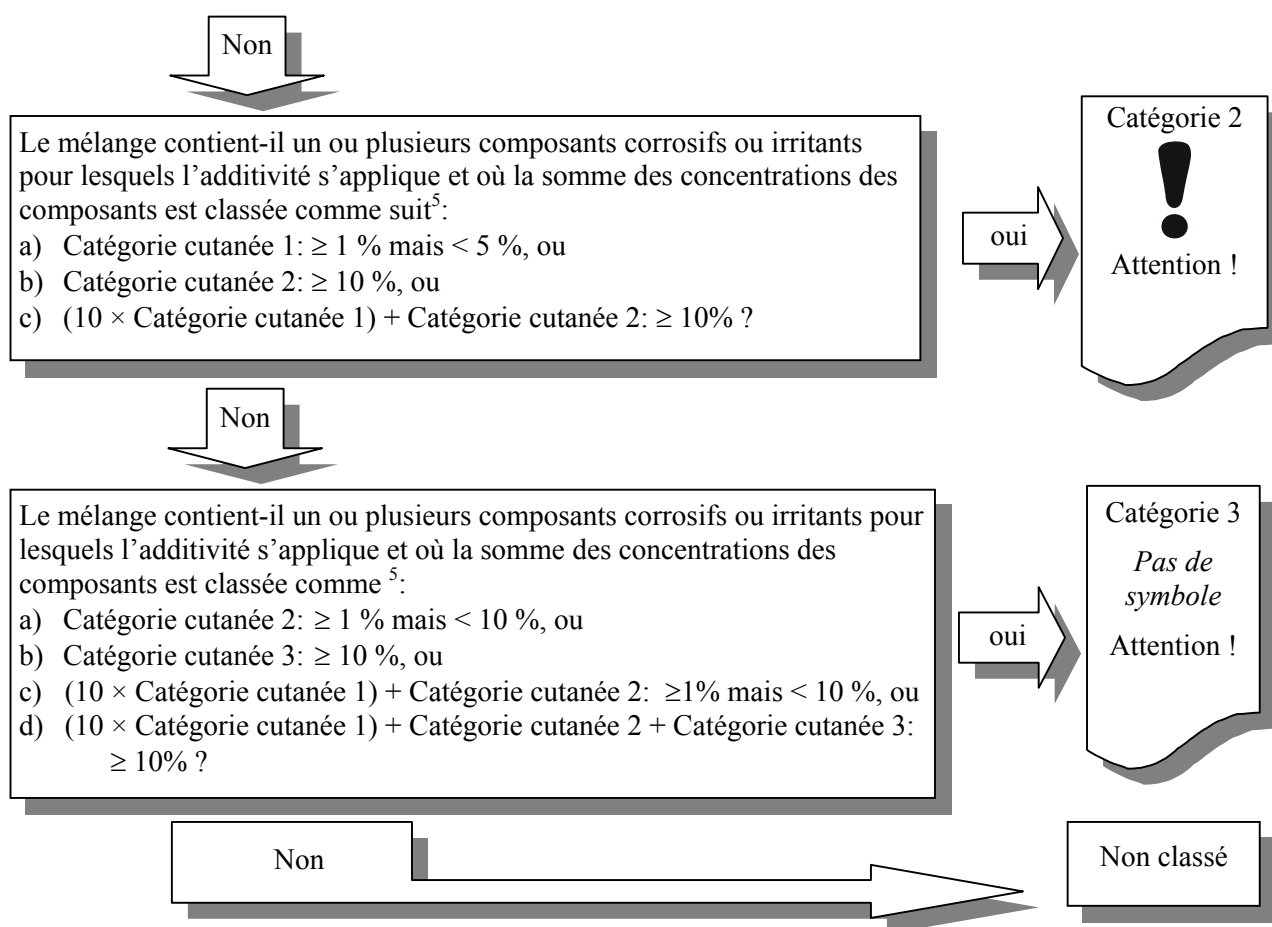 Non
Le mélange contient-il un ou plusieurs composants corrosifs ou irritants
pour lesquels l’additivité s’applique et où la somme des concentrations des
composants est classée comme suit⁵:
a) Catégorie cutanée 1: ≥ 1 % mais < 5 %, ou
b) Catégorie cutanée 2: ≥ 10 %, ou
c) (10 × Catégorie cutanée 1) + Catégorie cutanée 2: ≥ 10% ?
oui
Catégorie 2
!
Attention !
Non
Le mélange contient-il un ou plusieurs composants corrosifs ou irritants pour
lesquels l’additivité s’applique et où la somme des concentrations des
composants est classée comme ⁵:
a) Catégorie cutanée 2: ≥ 1 % mais < 10 %, ou
b) Catégorie cutanée 3: ≥ 10 %, ou
c) (10 × Catégorie cutanée 1) + Catégorie cutanée 2: ≥1% mais < 10 %, ou
d) (10 × Catégorie cutanée 1) + Catégorie cutanée 2 + Catégorie cutanée 3:
≥ 10% ?
oui
Catégorie 3
Pas de
symbole
Attention !
Non
Non classé